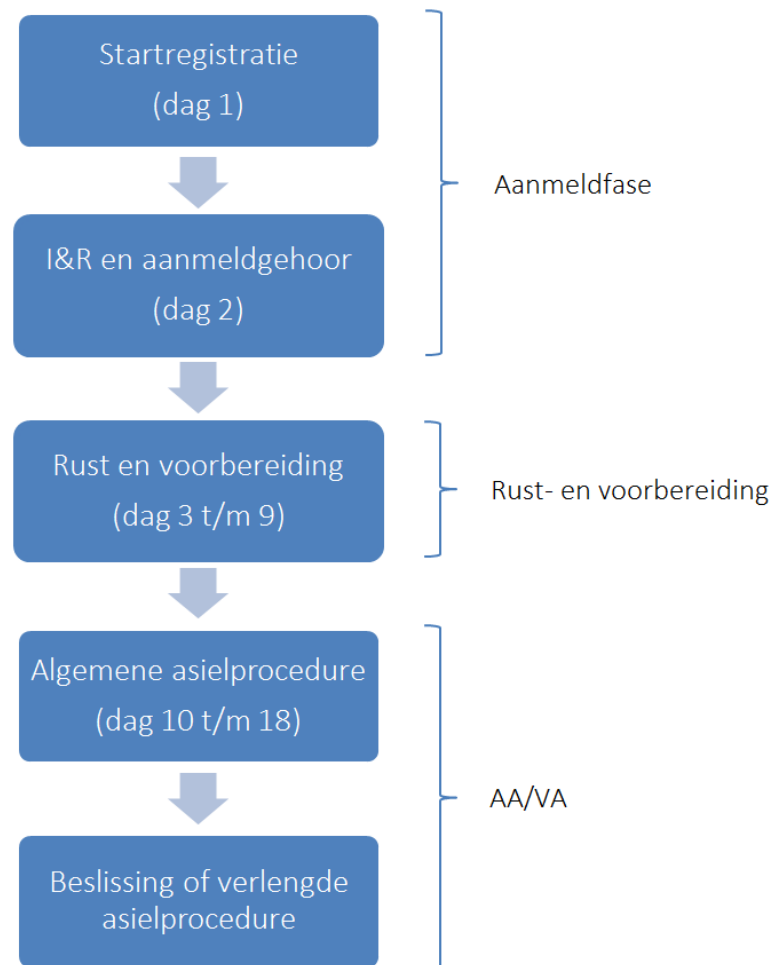 Startregistratie
(dag 1)
Aanmeldfase
I&R en aanmeldgehoor
(dag 2)
Rust en voorbereiding
(dag 3 t/m 9)
Rust- en voorbereiding
Algemene asielprocedure
(dag 10 t/m 18)
AA/VA
Beslissing of verlengde
asielprocedure